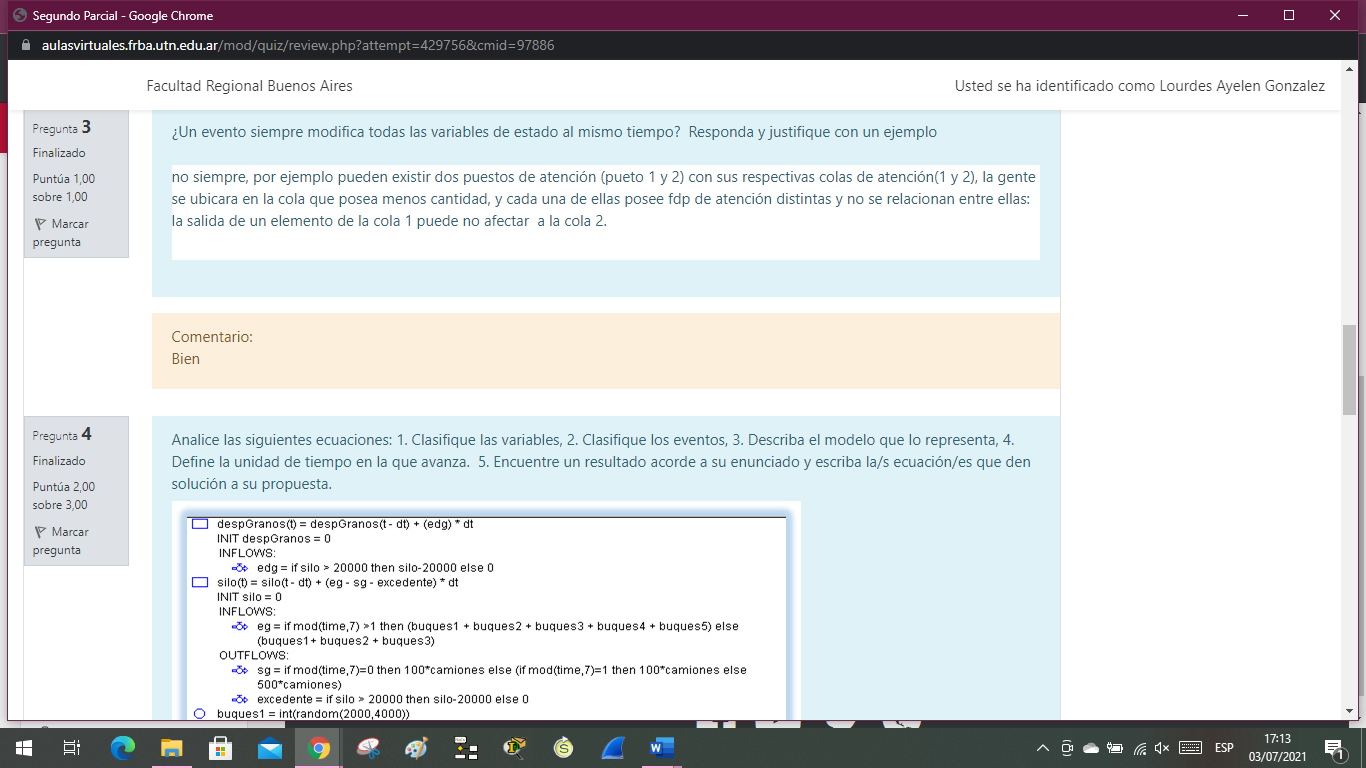 Segundo Parcial - Google Chrome
aulasvirtuales.frba.utn.edu.ar/mod/quiz/review.php?attempt=429756&cmid=97886
Facultad Regional Buenos Aires
Usted se ha identificado como Lourdes Ayelen Gonzalez
Pregunta 3
Finalizado
Puntúa 1,00
sobre 1,00
Marcar
pregunta
¿Un evento siempre modifica todas las variables de estado al mismo tiempo? Responda y justifique con un ejemplo
no siempre, por ejemplo pueden existir dos puestos de atención (pueto 1 y 2) con sus respectivas colas de atención(1 y 2), la gente
se ubicara en la cola que posea menos cantidad, y cada una de ellas posee fdp de atención distintas y no se relacionan entre ellas:
la salida de un elemento de la cola 1 puede no afectar a la cola 2.
Comentario:
Bien
Pregunta 4
Finalizado
Puntúa 2,00
sobre 3,00
Marcar
pregunta
Analice las siguientes ecuaciones: 1. Clasifique las variables, 2. Clasifique los eventos, 3. Describa el modelo que lo representa, 4.
Define la unidad de tiempo en la que avanza. 5. Encuentre un resultado acorde a su enunciado y escriba la/s ecuación/es que den
solución a su propuesta.
despGranos(t) = despGranos(t - dt) + (edg) * dt
INIT despGranos = 0
INFLOWS:
edg = if silo > 20000 then silo-20000 else 0
silo(t) = silo(t - dt) + (eg - sg - excedente) * dt
INIT silo = 0
INFLOWS:
eg = if mod(time,7) >1 then (buques1 + buques2 + buques3 + buques4 + buques5) else
(buques1+ buques2 + buques3)
OUTFLOWS:
sg = if mod(time,7)=0 then 100*camiones else (if mod(time,7)=1 then 100*camiones else
500*camiones)
excedente = if silo > 20000 then silo-20000 else 0
buques1 = int(random(2000,4000))
ESP
17:13
03/07/2021
1